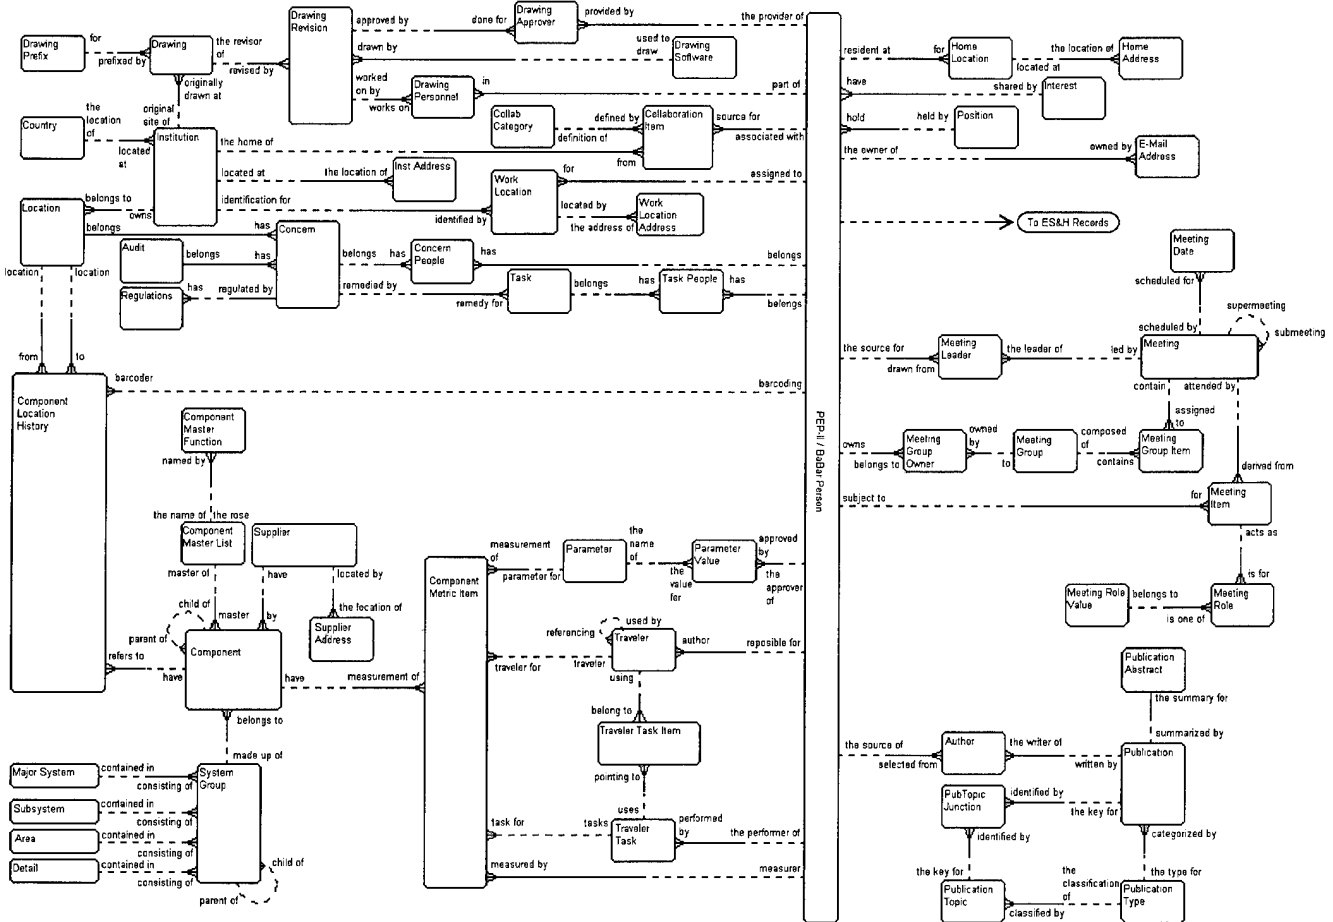 Drawing
Prefix
for
prefixed by
Drawing
the revisor
of
revised by
Drawing
Revision
approved by
done for
Drawing
Approver
provided by
the provider of
drawn by
used to
draw
Drawing
Software
worked
on by
works on
Drawing
Personnel
in
part of
originally
drawn at
original
site of
Country
the
location
of
located
at
Institution
the home of
Collab
Category
defined by
definition of
Collaboration
Item
from
source for
associated with
located at
the location of
Inst Address
identification for
identified by
Work
Location
for
assigned to
located by
the address of
Work
Location
Address
Location
belongs to
owns
belongs
has
Concern
Audit
belongs
has
Regulations
has
regulated by
belongs
has
Concern
People
has
belongs
remedied by
remedy for
Task
belongs
has
Task People
has
belongs
location
location
from
to
Component
Location
History
barcoder
barcoding
refers to
have
Component
Master
Function
named by
the name of
the rose
Component
Master List
master of
master
Supplier
have
by
located by
the location of
Supplier
Address
child of
parent of
Component
have
measurement of
belongs to
made up of
System
Group
Major System
contained in
consisting of
Subsystem
contained in
consisting of
Area
contained in
consisting of
Detail
contained in
consisting of
child of
parent of
Component
Metric Item
measurement
of
parameter for
Parameter
the
name
of
the
value
for
Parameter
Value
approved
by
the
approver
of
traveler for
traveler
referencing
used by
Traveler
author
reposible for
using
belong to
Traveler Task Item
pointing to
uses
task for
tasks
Traveler
Task
performed
by
the performer of
measured by
measurer
PEP-II / BaBar Person
resident at
for
Home
Location
the location of
located at
Home
Address
have
shared by
Interest
hold
held by
Position
the owner of
owned by
E-Mail
Address
To ES&H Records
Meeting
Date
scheduled for
scheduled by
supermeeting
submeeting
Meeting
the source for
drawn from
Meeting
Leader
the leader of
led by
contain
attended by
assigned
to
owns
belongs to
Meeting
Group
Owner
owned
by
to
Meeting
Group
composed
of
contains
Meeting
Group Item
derived from
subject to
for
Meeting
Item
acts as
is for
Meeting Role
Value
belongs to
is one of
Meeting
Role
Publication
Abstract
the summary for
summarized by
the source of
selected from
Author
the writer of
written by
Publication
PubTopic
Junction
identified by
the key for
identified by
categorized by
the key for
the type for
Publication
Topic
the
classification
of
classified by
Publication
Type